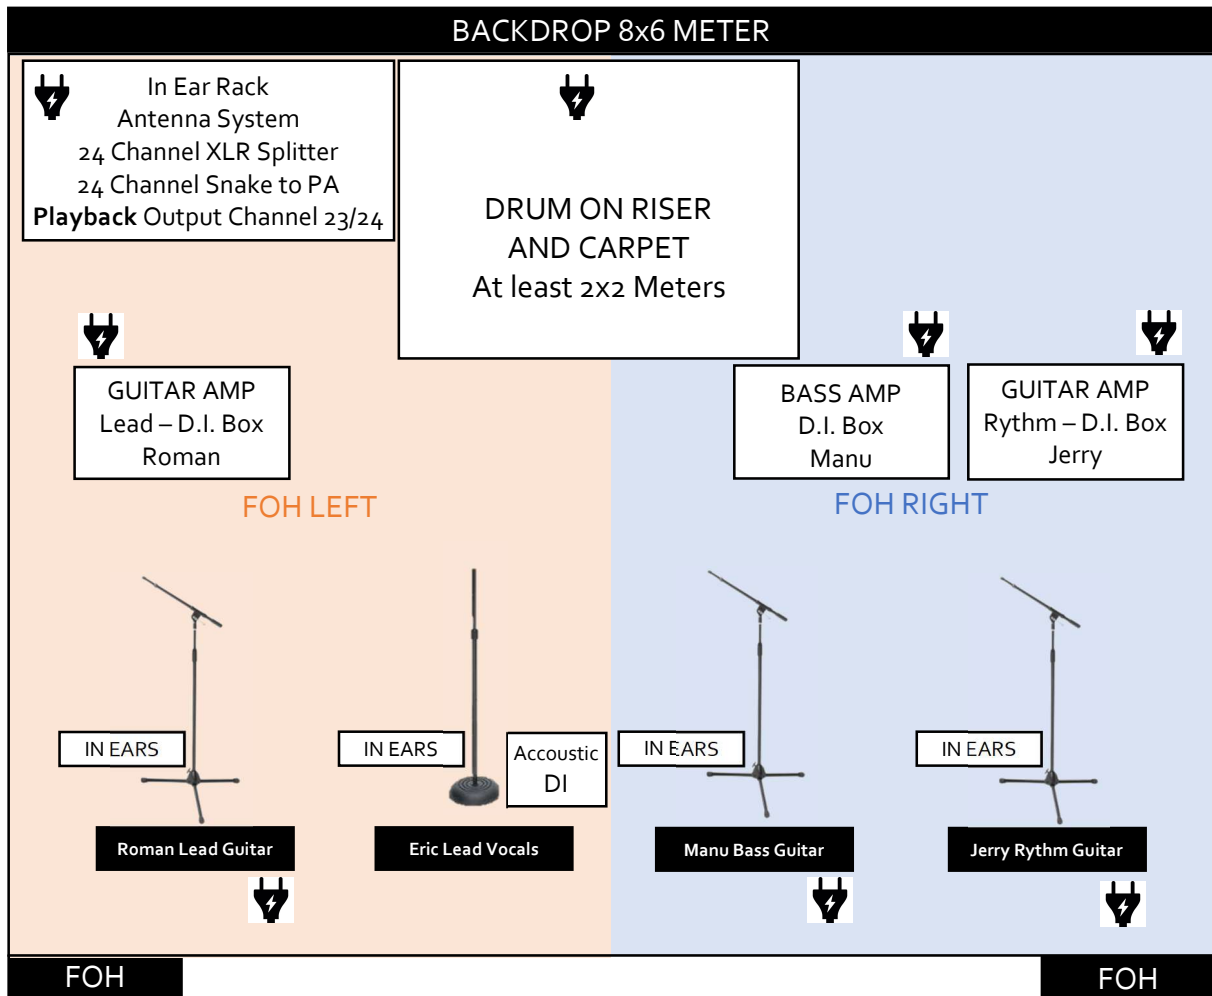 BACKDROP 8x6 METER
In Ear Rack
Antenna System
24 Channel XLR Splitter
24 Channel Snake to PA
Playback Output Channel 23/24
DRUM ON RISER
AND CARPET
At least 2x2 Meters
GUITAR AMP
Lead – D.I. Box
Roman
BASS AMP
D.I. Box
Manu
GUITAR AMP
Rythm – D.I. Box
Jerry
FOH LEFT
FOH RIGHT
IN EARS
IN EARS
Accoustic
DI
IN EARS
IN EARS
Roman Lead Guitar
Eric Lead Vocals
Manu Bass Guitar
Jerry Rythm Guitar
FOH
FOH